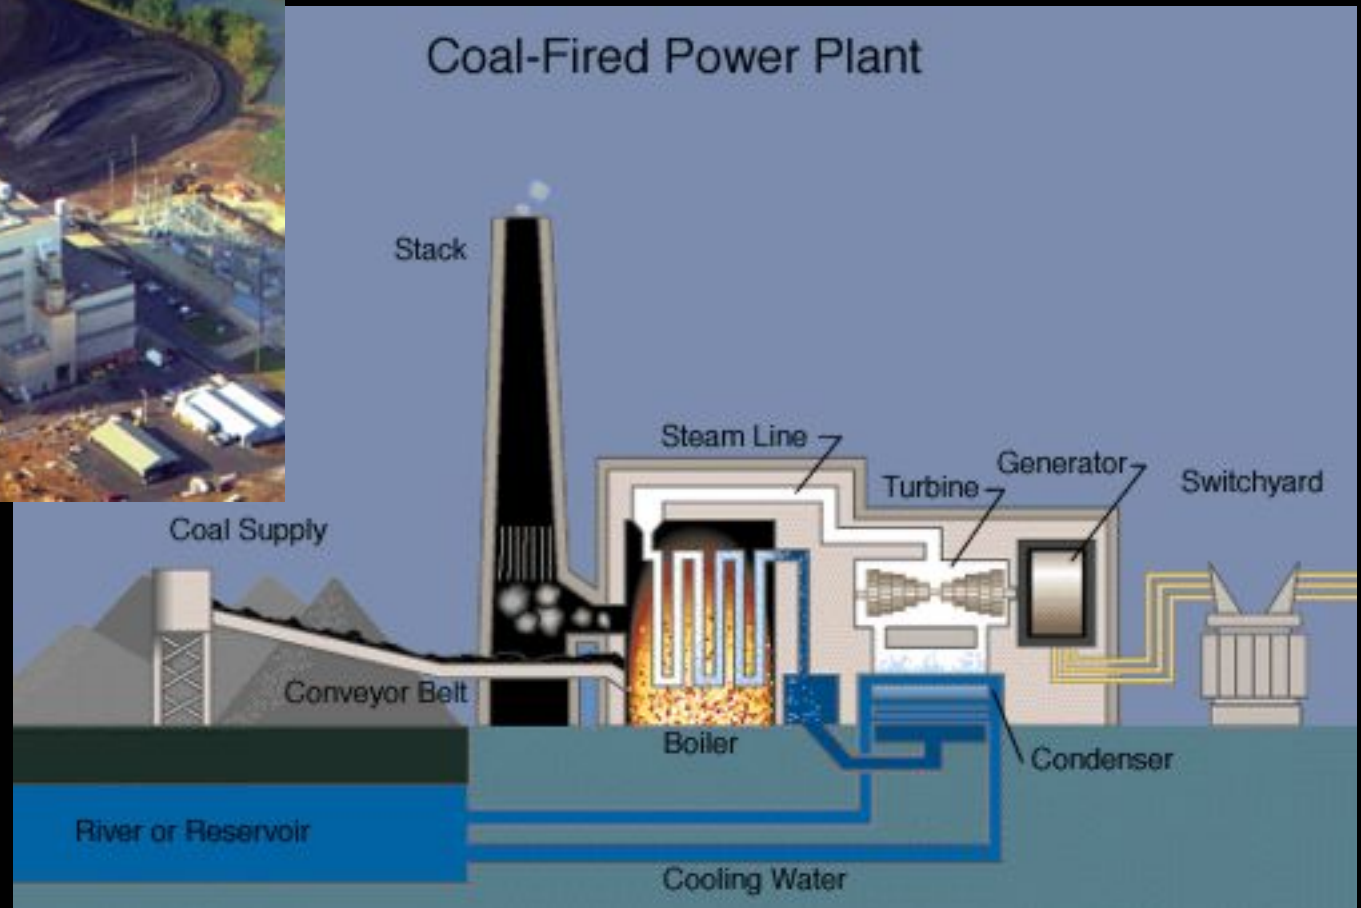 Coal-Fired Power Plant
Stack
Steam Line
Generator
Turbine
Switchyard
Coal Supply
Conveyor Belt
Boiler
Condenser
River or Reservoir
Cooling Water